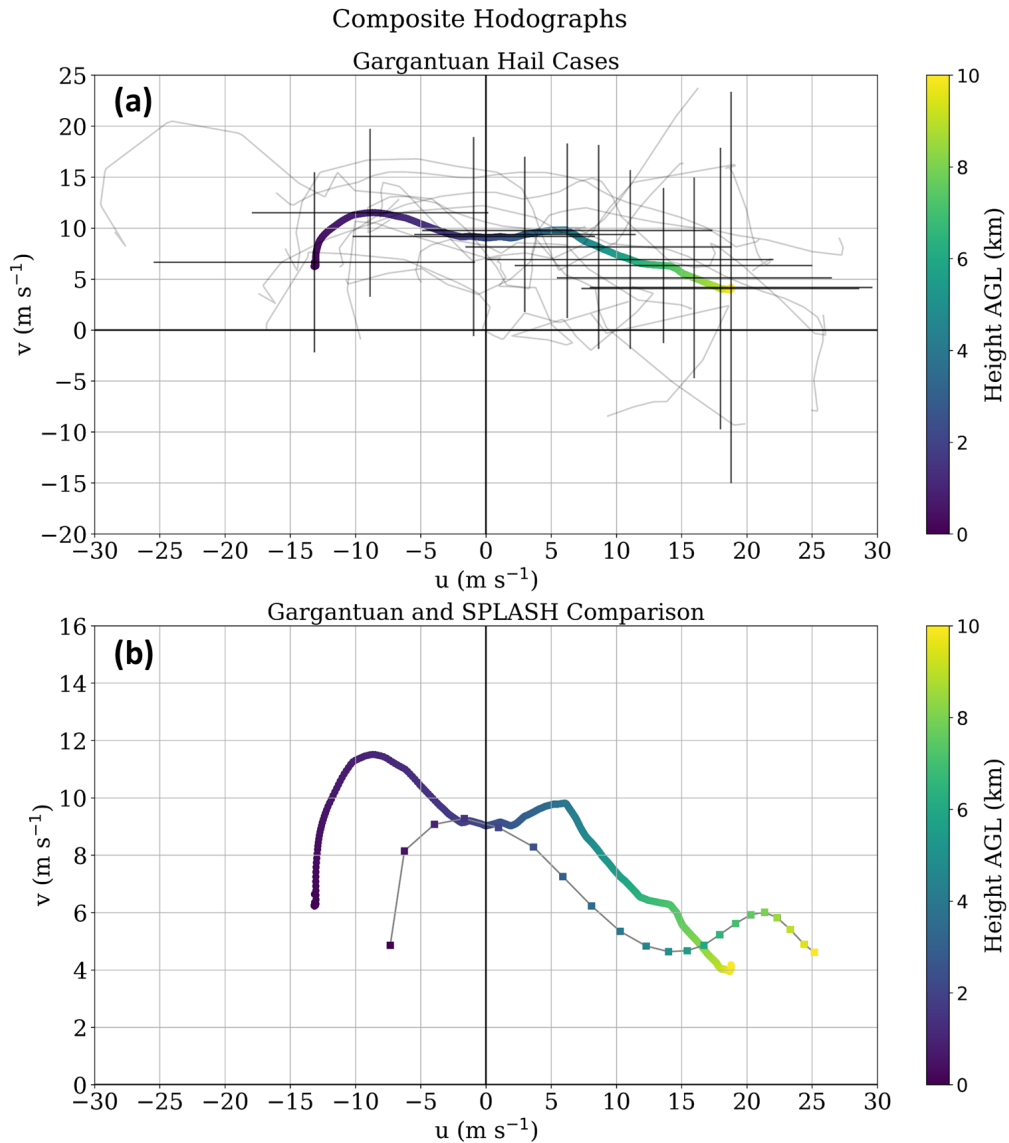 Composite Hodographs
Gargantuan Hail Cases
(a)
25
20
15
10
5
0
−5
−10
−15
−20
v (m s⁻¹)
−30 −25 −20 −15 −10 −5 0 5 10 15 20 25 30
u (m s⁻¹)
10
8
6
4
2
0
Height AGL (km)
Gargantuan and SPLASH Comparison
(b)
16
14
12
10
8
6
4
2
0
v (m s⁻¹)
−30 −25 −20 −15 −10 −5 0 5 10 15 20 25 30
u (m s⁻¹)
10
8
6
4
2
0
Height AGL (km)